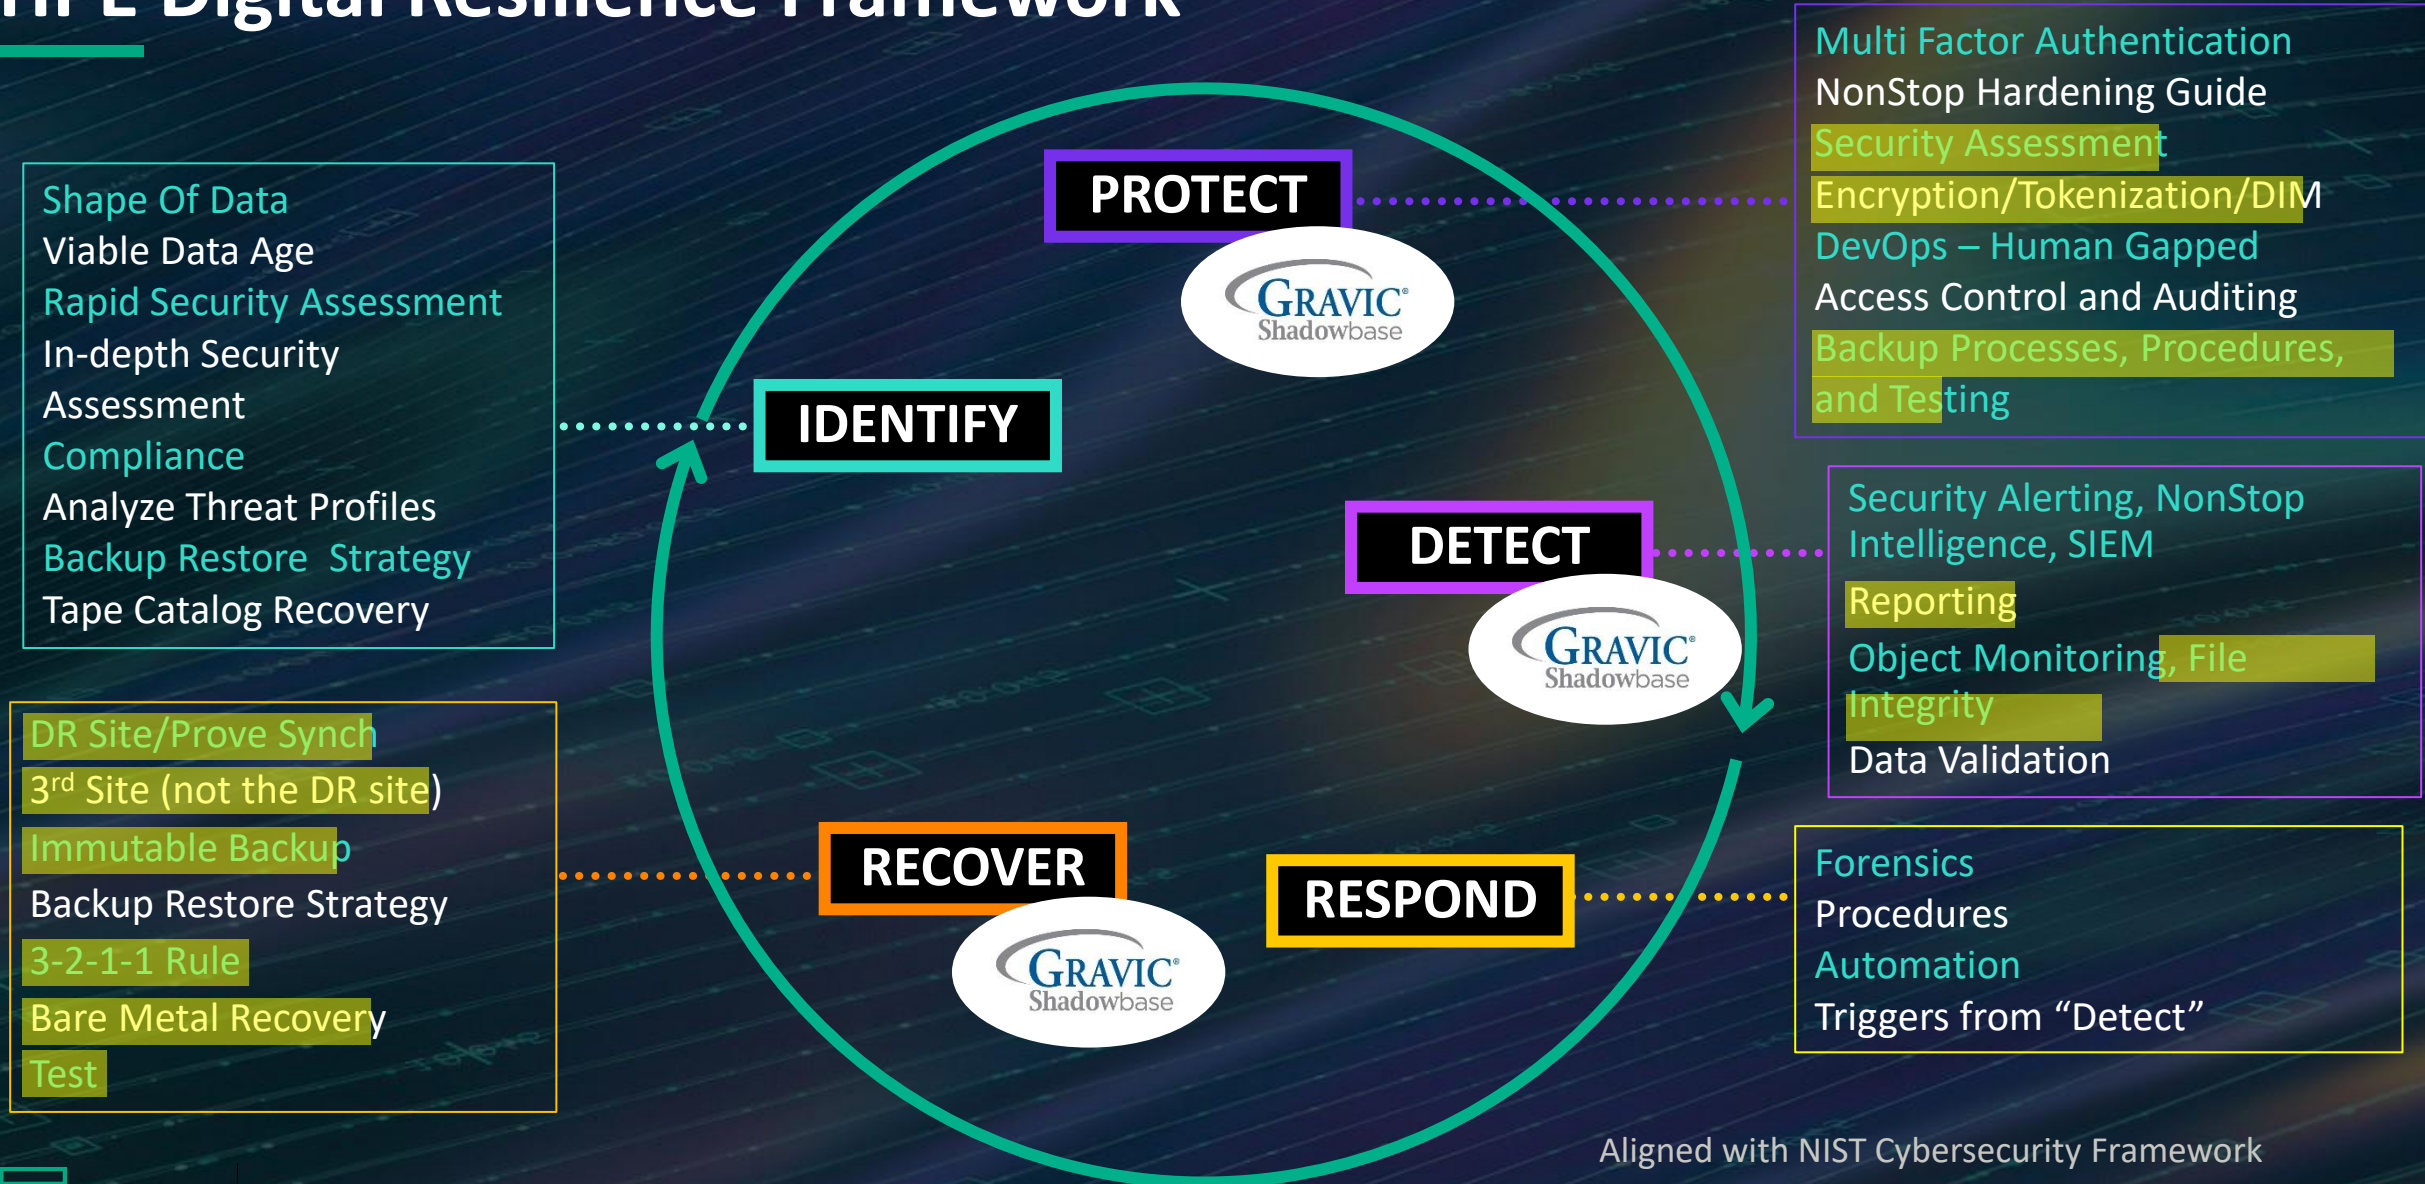 HPE Digital Resilience Framework
Shape Of Data
Viable Data Age
Rapid Security Assessment
In-depth Security
Assessment
Compliance
Analyze Threat Profiles
Backup Restore  Strategy
Tape Catalog Recovery
DR Site/Prove Synch
3rd Site (not the DR site)
Immutable Backup
Backup Restore Strategy
3-2-1-1 Rule
Bare Metal Recovery
Test
PROTECT
GRAVIC®
Shadowbase
IDENTIFY
DETECT
GRAVIC®
Shadowbase
RECOVER
GRAVIC®
Shadowbase
RESPOND
Multi Factor Authentication
NonStop Hardening Guide
Security Assessment
Encryption/Tokenization/DIM
DevOps – Human Gapped
Access Control and Auditing
Backup Processes, Procedures,
and Testing
Security Alerting, NonStop
Intelligence, SIEM
Reporting
Object Monitoring, File
Integrity
Data Validation
Forensics
Procedures
Automation
Triggers from “Detect”
Aligned with NIST Cybersecurity Framework